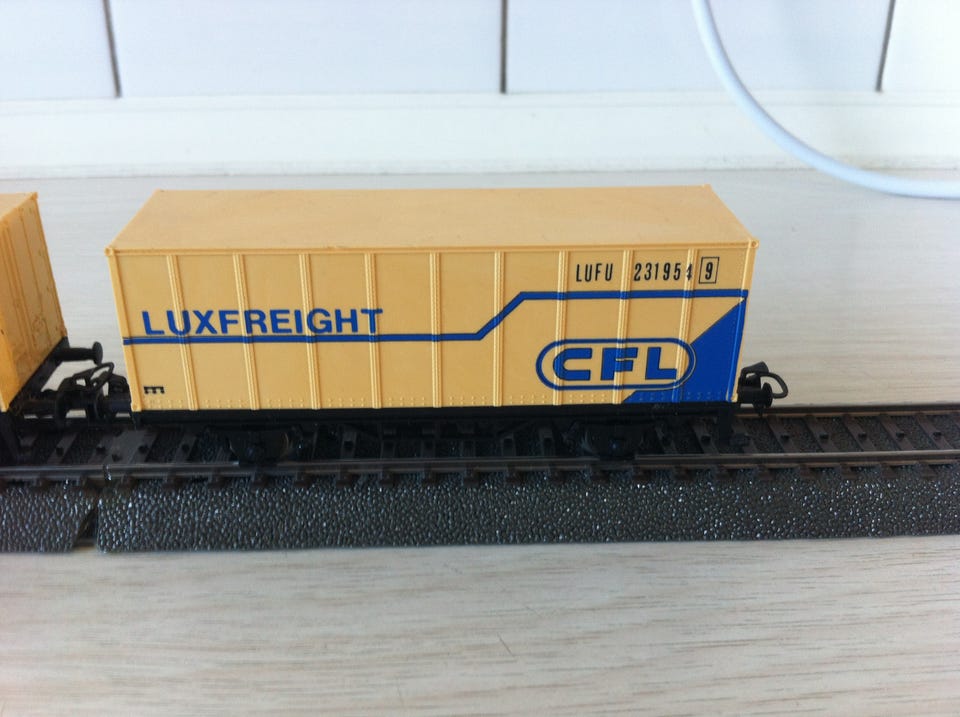 LUFU 231954 9
LUXFREIGHT
CFL